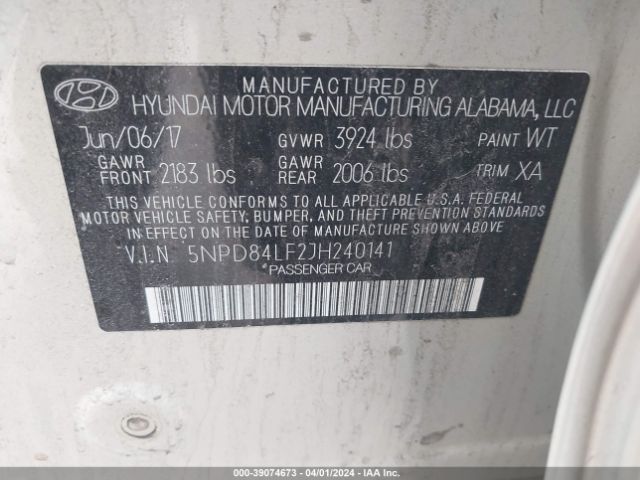 MANUFACTURED BY
HYUNDAI MOTOR MANUFACTURING ALABAMA, LLC
Jun/06/17 GVWR 3924 lbs PAINT WT
GAWR FRONT 2183 lbs GAWR REAR 2006 lbs TRIM XA
THIS VEHICLE CONFORMS TO ALL APPLICABLE U.S.A. FEDERAL
MOTOR VEHICLE SAFETY, BUMPER, AND THEFT PREVENTION STANDARDS
IN EFFECT ON THE DATE OF MANUFACTURE SHOWN ABOVE.
V.I.N. 5NPD84LF2JH240141
PASSENGER CAR
000-39074673 - 04/01/2024 - IAA Inc.